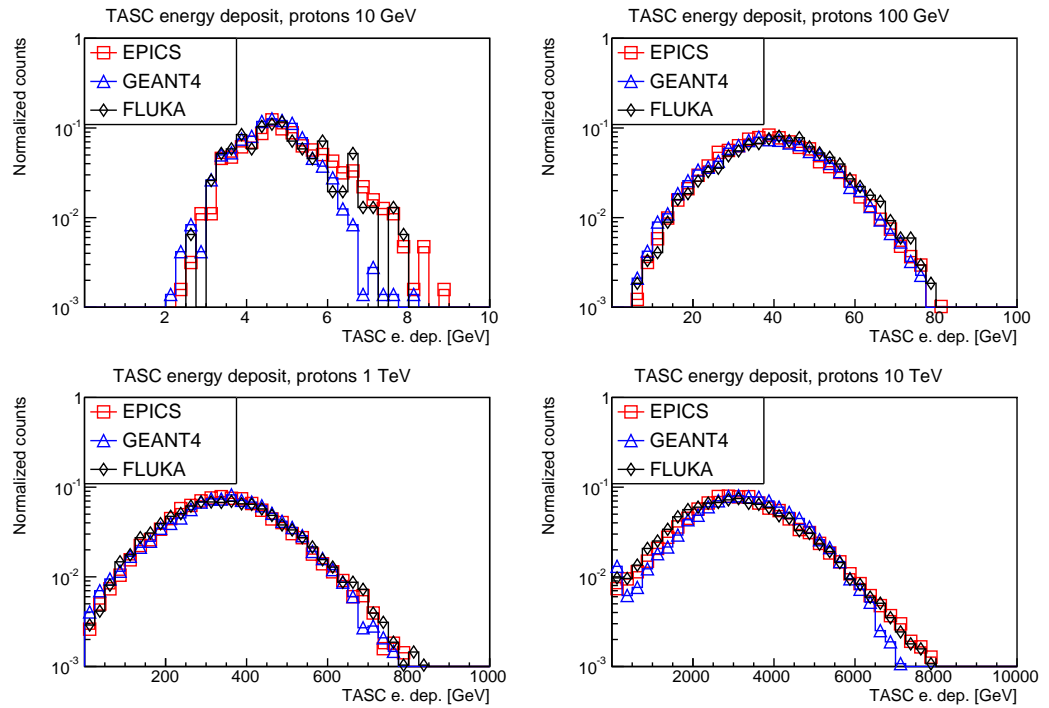 TASC energy deposit, protons 10 GeV
Normalized counts
1
10^-1
10^-2
10^-3
EPICS
GEANT4
FLUKA
2 4 6 8 10
TASC e. dep. [GeV]
TASC energy deposit, protons 100 GeV
Normalized counts
1
10^-1
10^-2
10^-3
EPICS
GEANT4
FLUKA
20 40 60 80 100
TASC e. dep. [GeV]
TASC energy deposit, protons 1 TeV
Normalized counts
1
10^-1
10^-2
10^-3
EPICS
GEANT4
FLUKA
200 400 600 800 1000
TASC e. dep. [GeV]
TASC energy deposit, protons 10 TeV
Normalized counts
1
10^-1
10^-2
10^-3
EPICS
GEANT4
FLUKA
2000 4000 6000 8000 10000
TASC e. dep. [GeV]